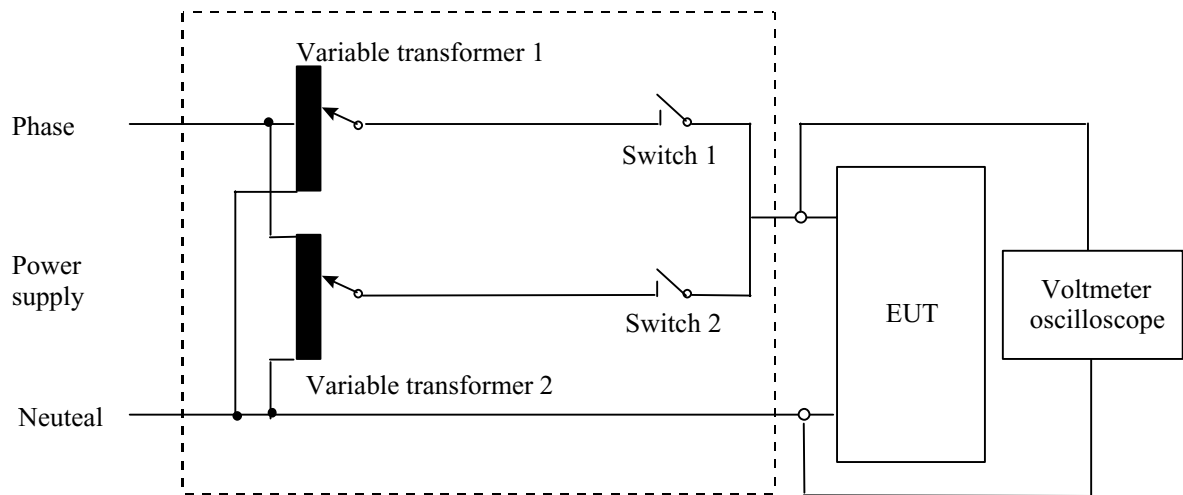 Variable transformer 1
Phase
Switch 1
Power
supply
Switch 2
EUT
Voltmeter
oscilloscope
Variable transformer 2
Neuteal